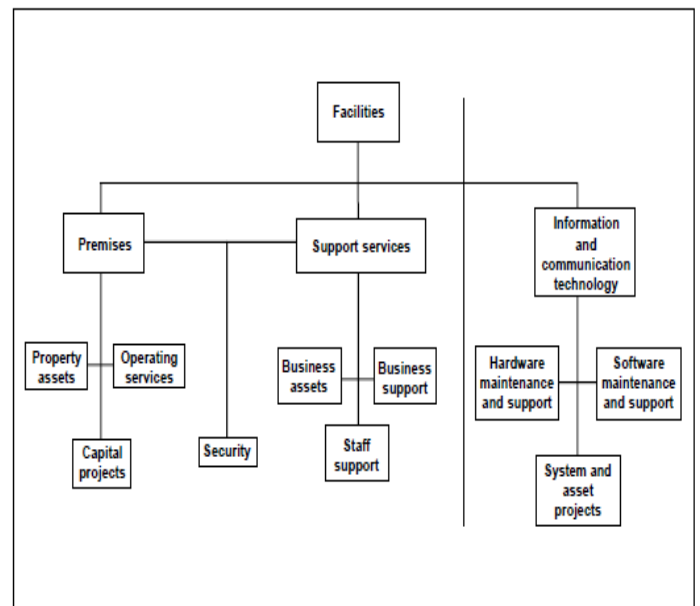 Facilities
Premises
Support services
Information
and
communication
technology
Property
assets
Operating
services
Business
assets
Business
support
Hardware
maintenance
and support
Software
maintenance
and support
Capital
projects
Security
Staff
support
System and
asset
projects